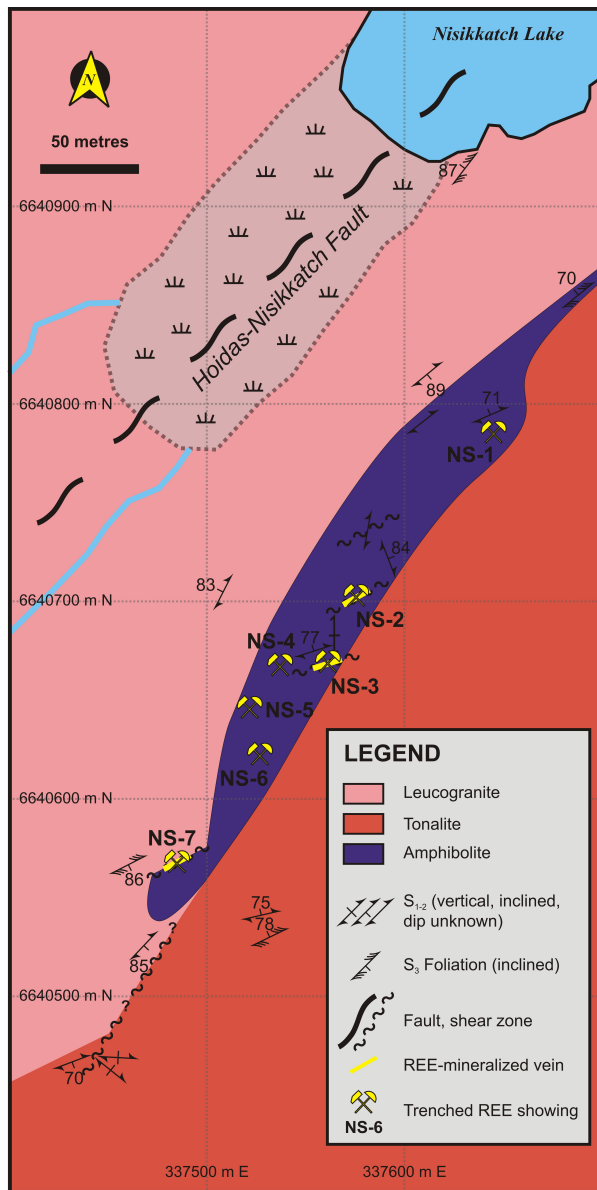 Nisikkatch Lake
N
50 metres
87
6640900 m N
Hoidas-Nisikkatch Fault
70
89
6640800 m N
71
NS-1
84
83
6640700 m N
NS-2
NS-4
77
NS-3
NS-5
NS-6
6640600 m N
NS-7
86
75
78
85
6640500 m N
70
337500 m E
337600 m E
LEGEND
Leucogranite
Tonalite
Amphibolite
S1-2 (vertical, inclined,
dip unknown)
S3 Foliation (inclined)
Fault, shear zone
REE-mineralized vein
Trenched REE showing
NS-6